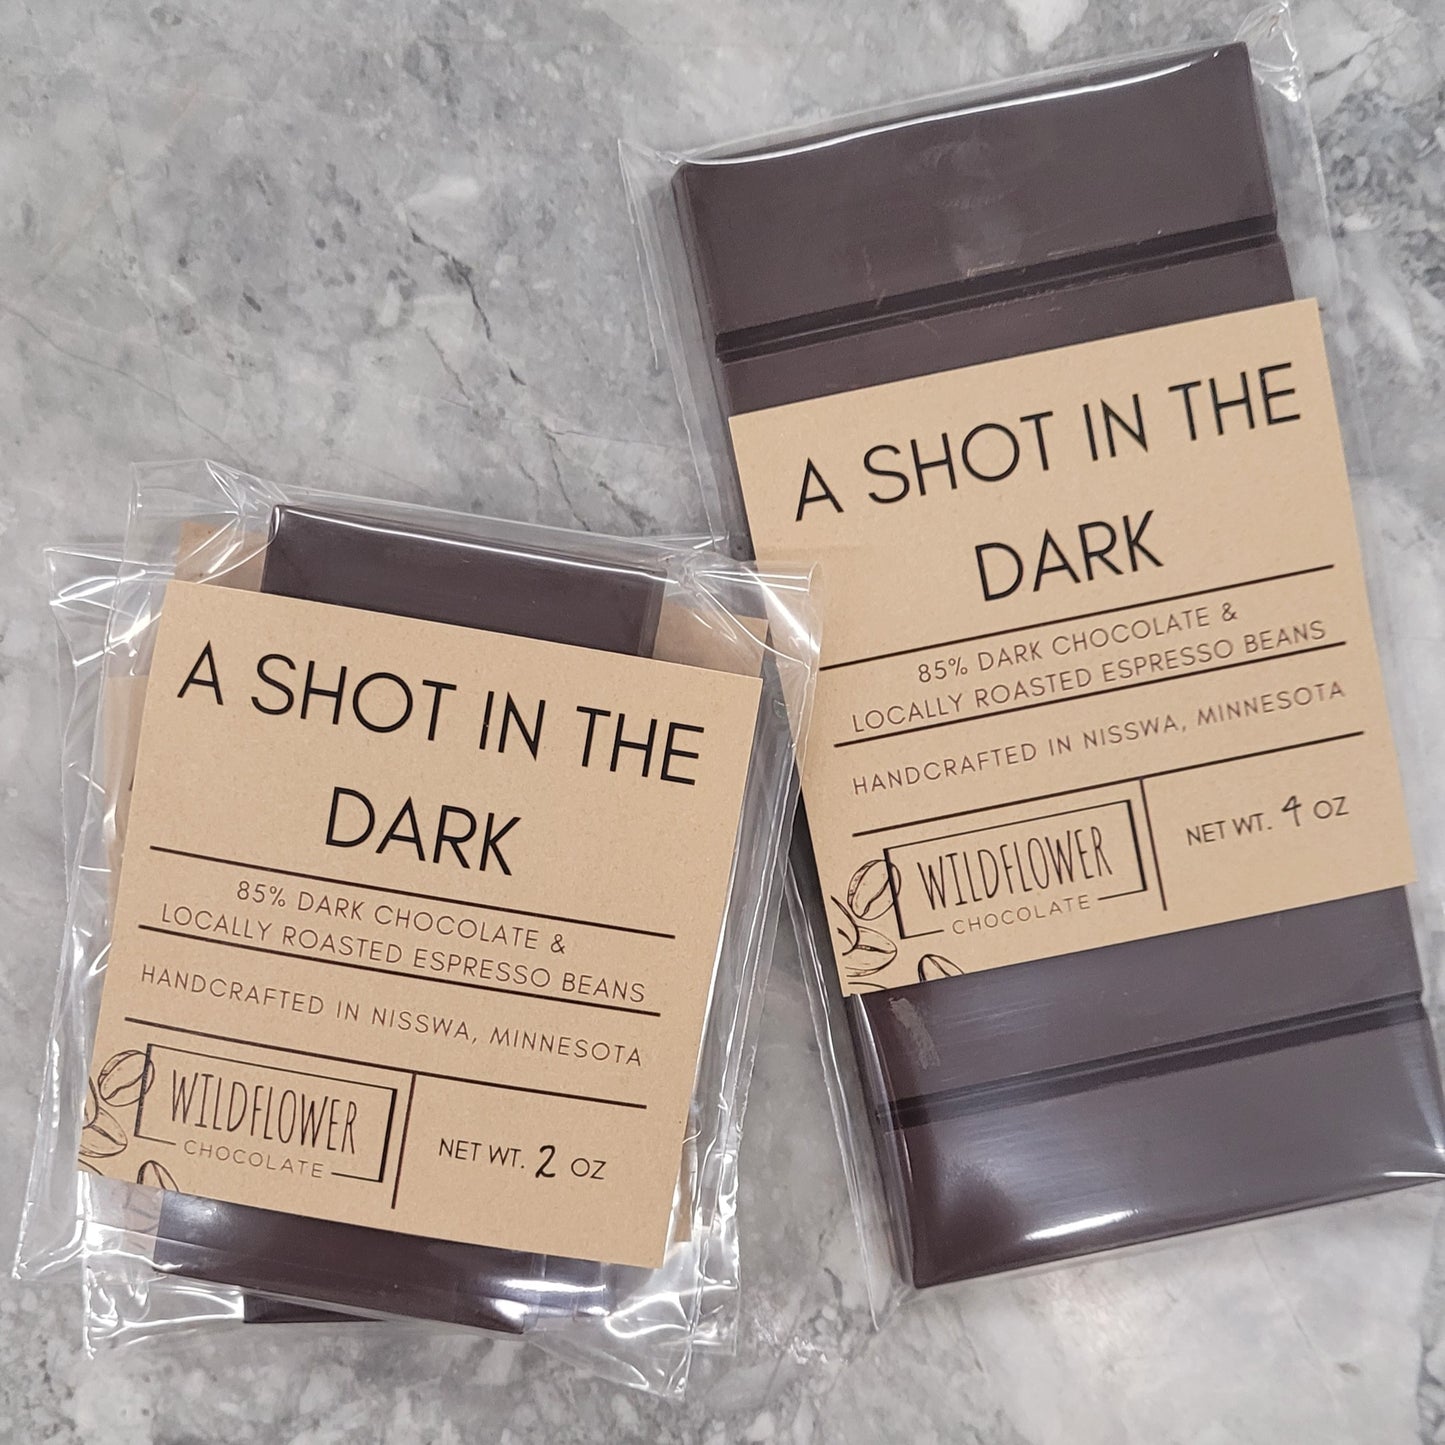 A SHOT IN THE
DARK
85% DARK CHOCOLATE &
LOCALLY ROASTED ESPRESSO BEANS
HANDCRAFTED IN NISSWA, MINNESOTA
WILDFLOWER
CHOCOLATE
NET WT. 2 OZ
A SHOT IN THE
DARK
85% DARK CHOCOLATE &
LOCALLY ROASTED ESPRESSO BEANS
HANDCRAFTED IN NISSWA, MINNESOTA
WILDFLOWER
CHOCOLATE
NET WT. 4 OZ